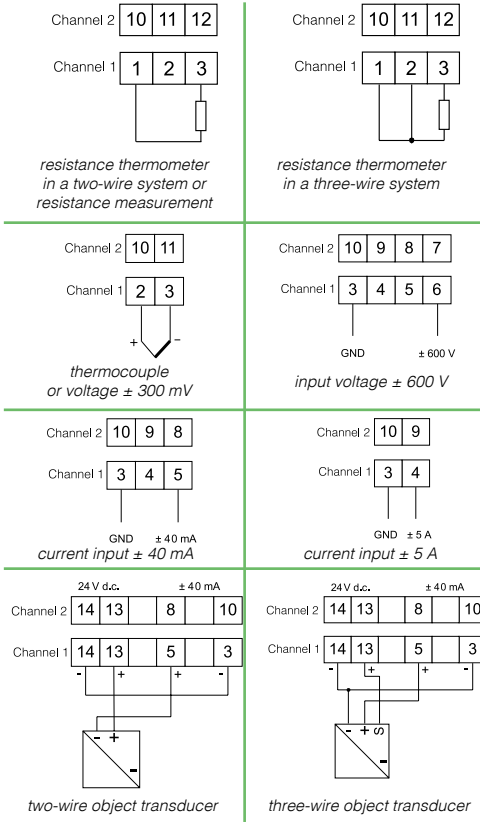 Channel 2 10 11 12
Channel 1 1 2 3
resistance thermometer
in a two-wire system or
resistance measurement
Channel 2 10 11 12
Channel 1 1 2 3
resistance thermometer
in a three-wire system
Channel 2 10 11
Channel 1 2 3
+ -
thermocouple
or voltage ± 300 mV
Channel 2 10 9 8 7
Channel 1 3 4 5 6
GND ± 600 V
input voltage ± 600 V
Channel 2 10 9 8
Channel 1 3 4 5
GND ± 40 mA
current input ± 40 mA
Channel 2 10 9
Channel 1 3 4
GND ± 5 A
current input ± 5 A
24V d.c. ± 40 mA
Channel 2 14 13 8 10
Channel 1 14 13 5 3
- + + -
- +
-
two-wire object transducer
24V d.c. ± 40 mA
Channel 2 14 13 8 10
Channel 1 14 13 5 3
- + + -
- + S
-
three-wire object transducer